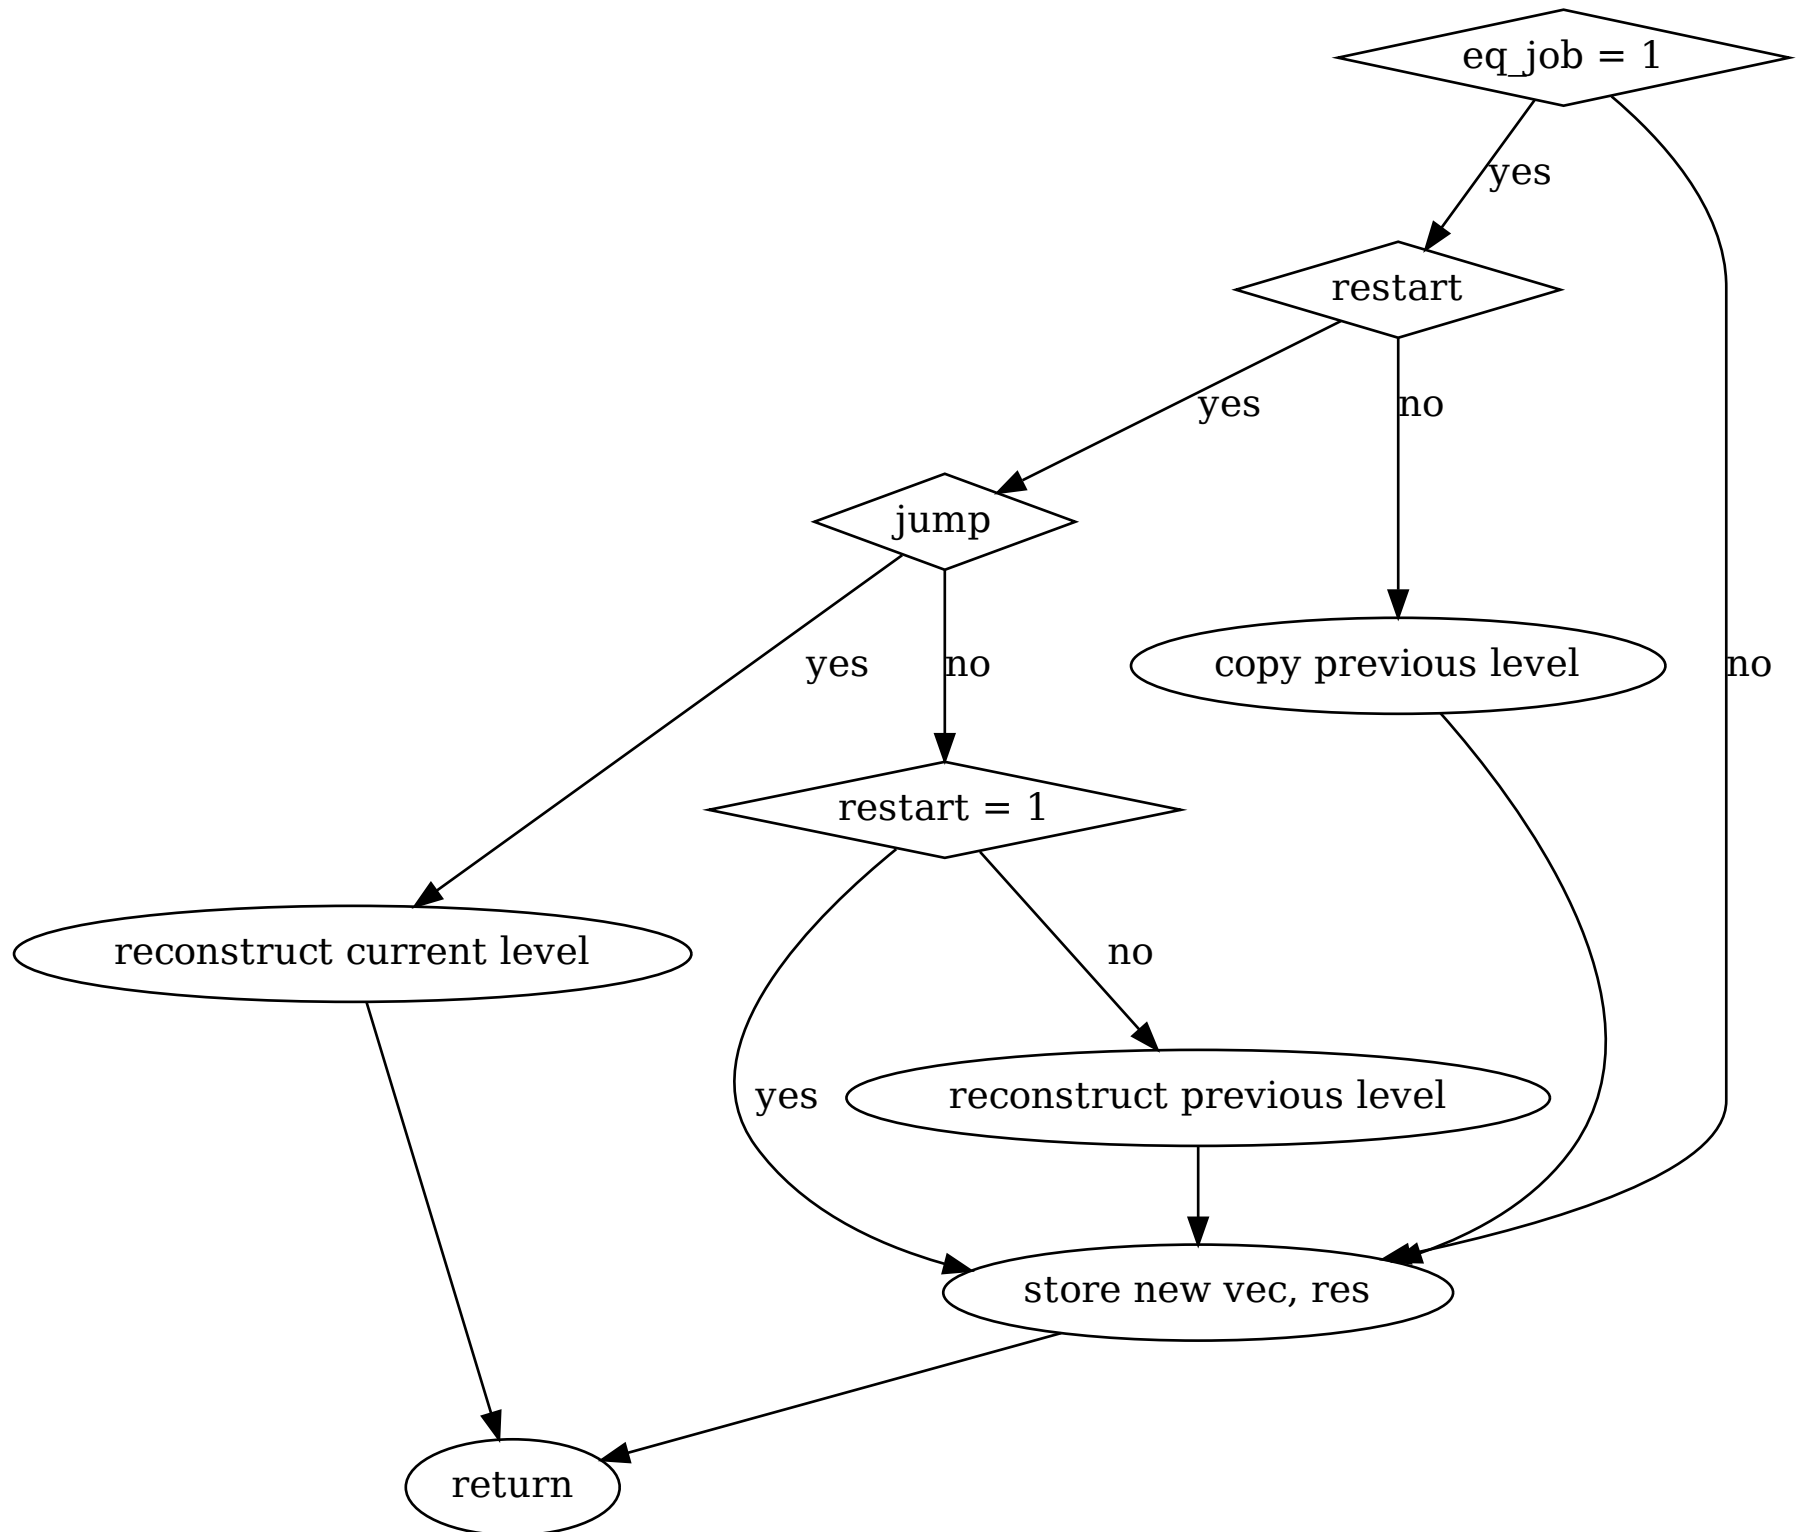 eq_job = 1
yes
restart
yes
no
jump
yes
no
copy previous level
no
restart = 1
reconstruct current level
no
yes
reconstruct previous level
store new vec, res
return